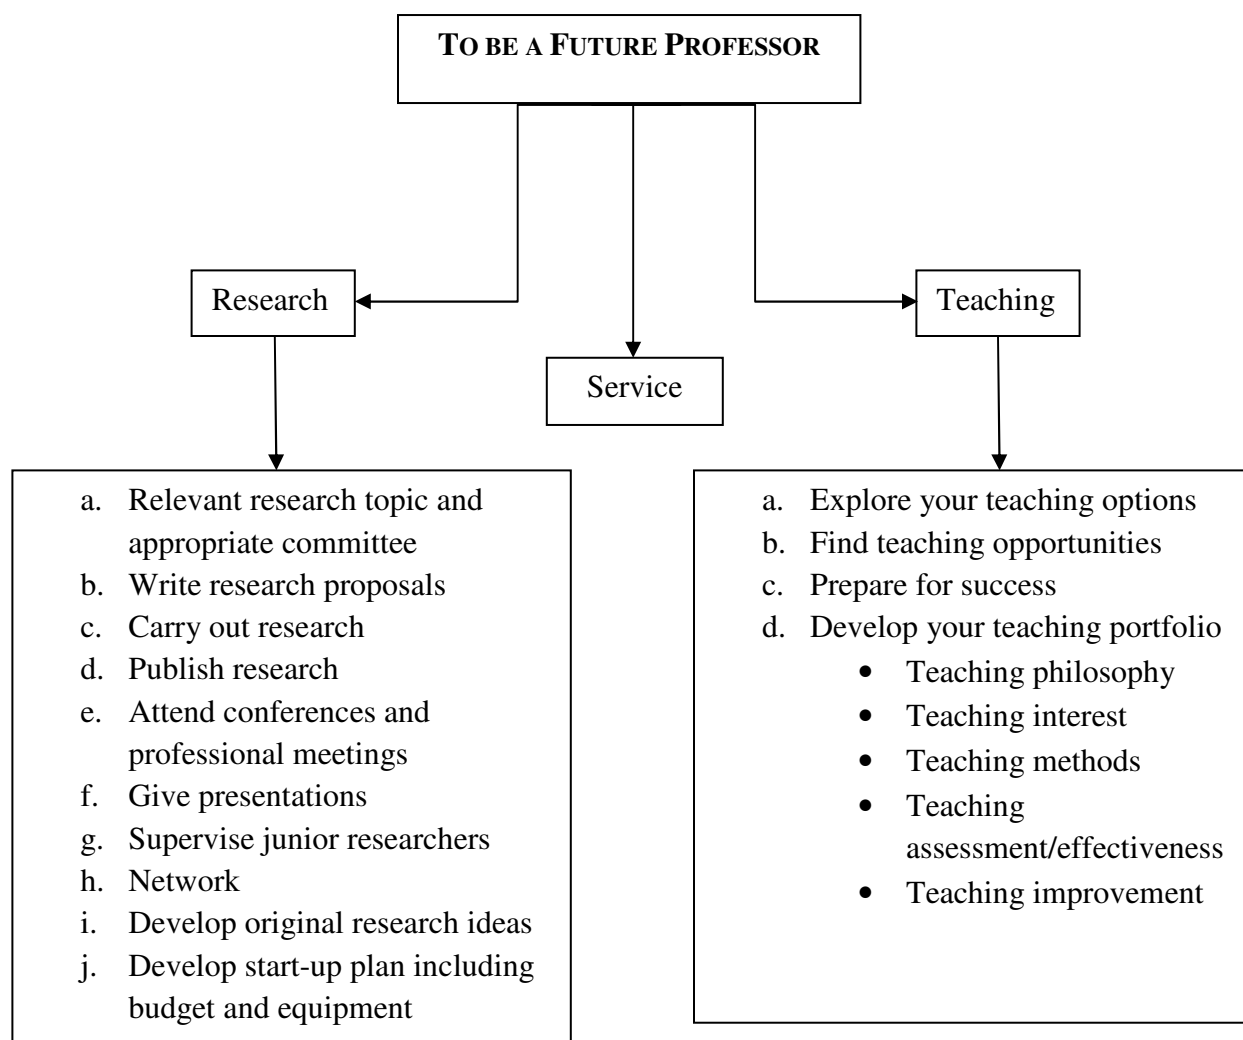 TO BE A FUTURE PROFESSOR
Research
Teaching
Service
a. Relevant research topic and
appropriate committee
b. Write research proposals
c. Carry out research
d. Publish research
e. Attend conferences and
professional meetings
f. Give presentations
g. Supervise junior researchers
h. Network
i. Develop original research ideas
j. Develop start-up plan including
budget and equipment
a. Explore your teaching options
b. Find teaching opportunities
c. Prepare for success
d. Develop your teaching portfolio
• Teaching philosophy
• Teaching interest
• Teaching methods
• Teaching
assessment/effectiveness
• Teaching improvement